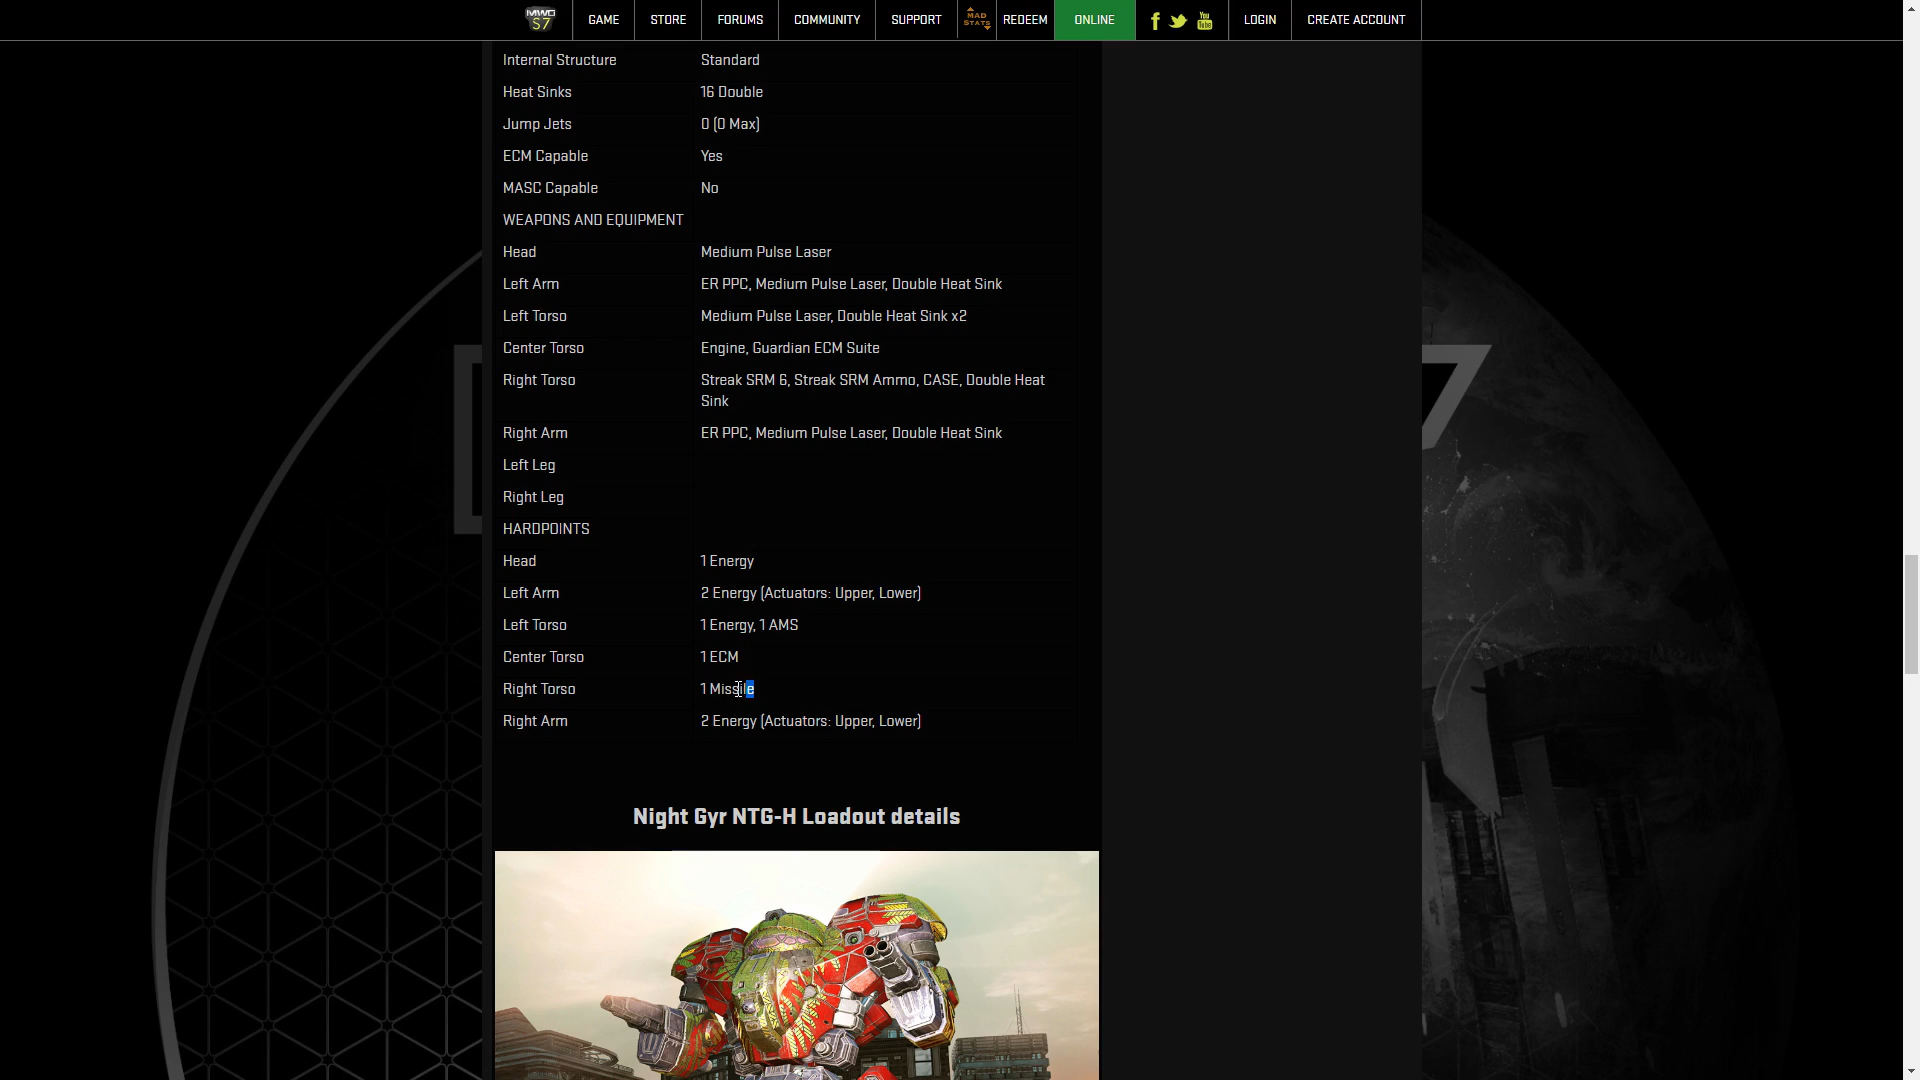 MWO
S7
GAME
STORE
FORUMS
COMMUNITY
SUPPORT
MAD
STATS
REDEEM
ONLINE
f
You
Tube
LOGIN
CREATE ACCOUNT
Internal Structure Standard
Heat Sinks 16 Double
Jump Jets 0 (0 Max)
ECM Capable Yes
MASC Capable No
WEAPONS AND EQUIPMENT
Head Medium Pulse Laser
Left Arm ER PPC, Medium Pulse Laser, Double Heat Sink
Left Torso Medium Pulse Laser, Double Heat Sink x2
Center Torso Engine, Guardian ECM Suite
Right Torso Streak SRM 6, Streak SRM Ammo, CASE, Double Heat
Sink
Right Arm ER PPC, Medium Pulse Laser, Double Heat Sink
Left Leg
Right Leg
HARDPOINTS
Head 1 Energy
Left Arm 2 Energy (Actuators: Upper, Lower)
Left Torso 1 Energy, 1 AMS
Center Torso 1 ECM
Right Torso 1 Missile
Right Arm 2 Energy (Actuators: Upper, Lower)
Night Gyr NTG-H Loadout details
7